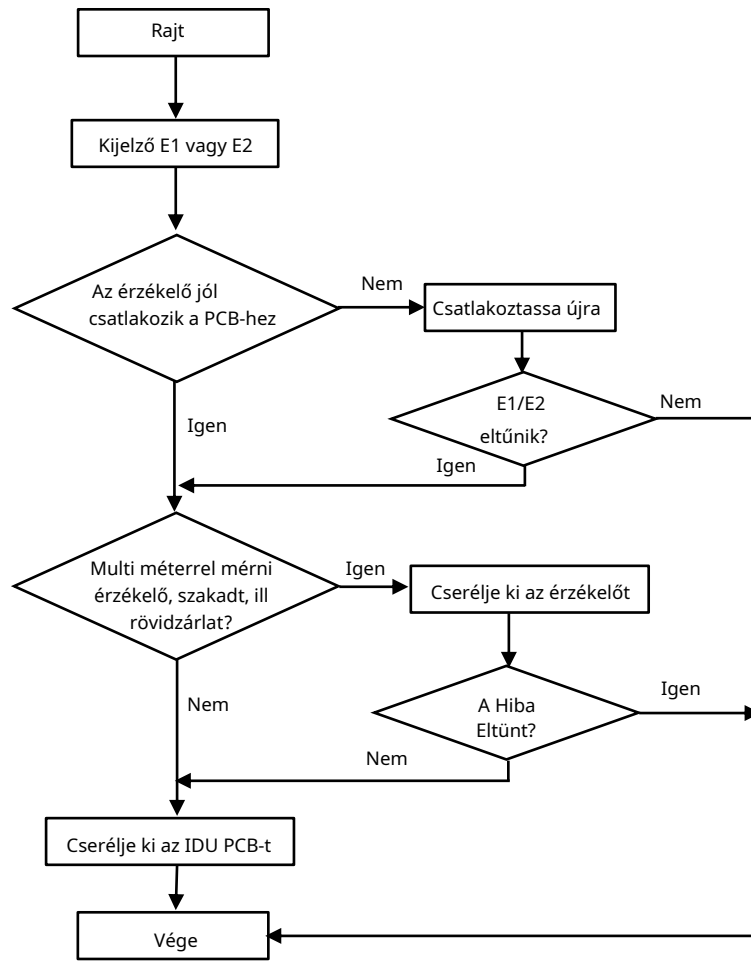 Rajt
Kijelző E1 vagy E2
Az érzékelő jól
csatlakozik a PCB-hez
Nem
Csatlakoztassa újra
E1/E2
eltűnik?
Nem
Igen
Igen
Multi méterrel mérni
érzékelő, szakadt, ill
rövidzárlat?
Igen
Cserélje ki az érzékelőt
Nem
A Hiba
Eltünt?
Igen
Nem
Cserélje ki az IDU PCB-t
Vége